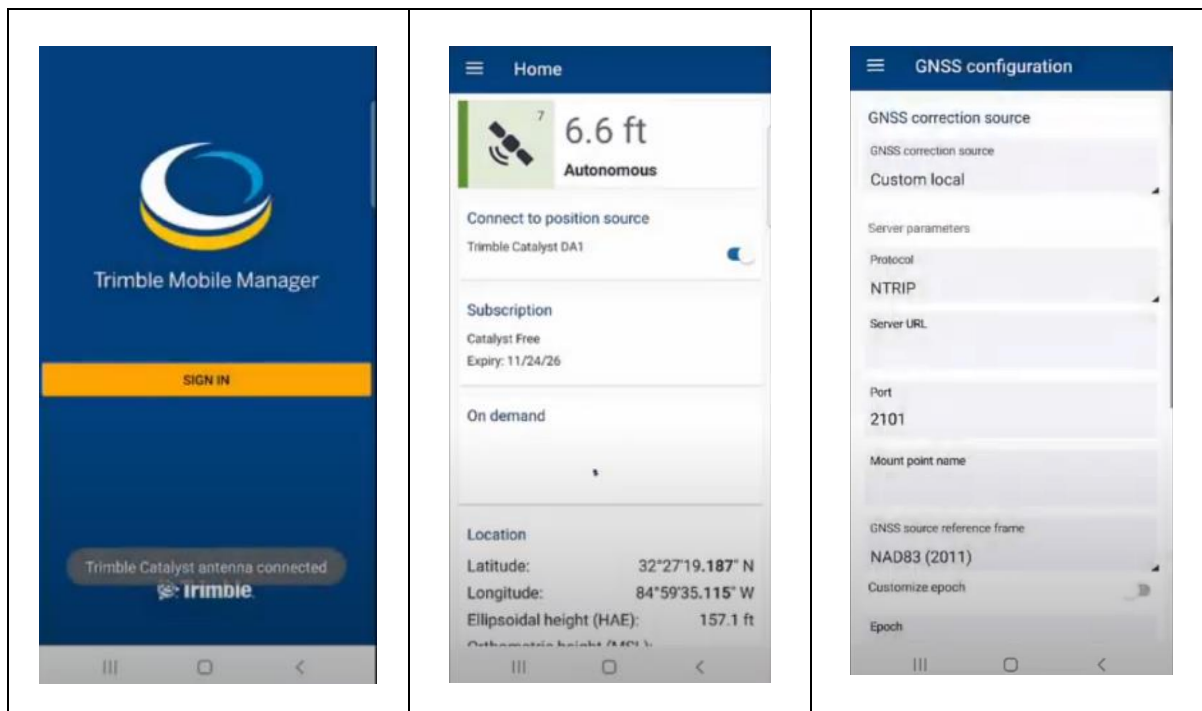 Trimble Mobile Manager
SIGN IN
Trimble Catalyst antenna connected
Trimble
Home
7
6.6 ft
Autonomous
Connect to position source
Trimble Catalyst DA1
Subscription
Catalyst Free
Expiry: 11/24/26
On demand
Location
Latitude: 32°27'19.187" N
Longitude: 84°59'35.115" W
Ellipsoidal height (HAE): 157.1 ft
Orthometric height (MSL):
GNSS configuration
GNSS correction source
GNSS correction source
Custom local
Server parameters
Protocol
NTRIP
Server URL
Port
2101
Mount point name
GNSS source reference frame
NAD83 (2011)
Customize epoch
Epoch